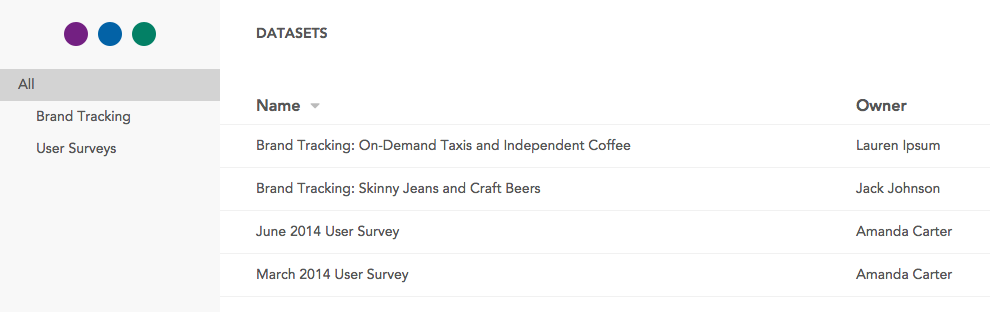 DATASETS
All
Brand Tracking
User Surveys
Name Owner
Brand Tracking: On-Demand Taxis and Independent Coffee Lauren Ipsum
Brand Tracking: Skinny Jeans and Craft Beers Jack Johnson
June 2014 User Survey Amanda Carter
March 2014 User Survey Amanda Carter